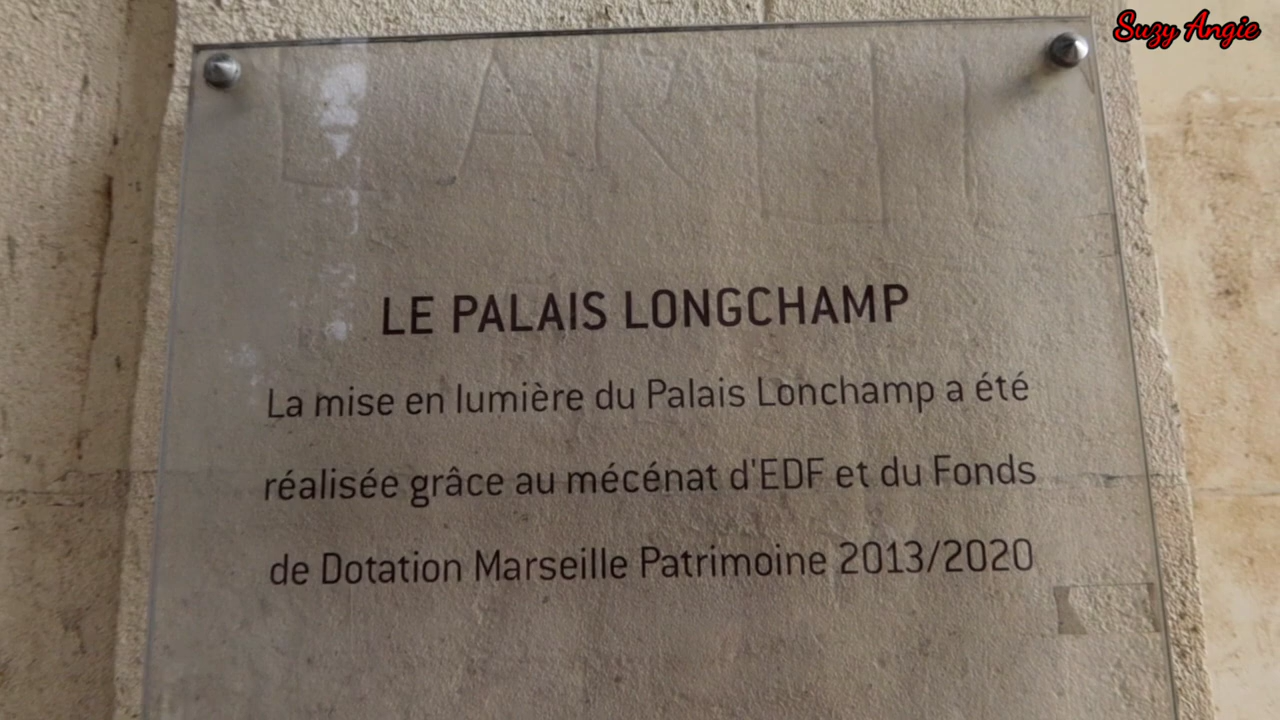 Suzy Angie
LE PALAIS LONGCHAMP
La mise en lumière du Palais Lonchamp a été
réalisée grâce au mécénat d'EDF et du Fonds
de Dotation Marseille Patrimoine 2013/2020